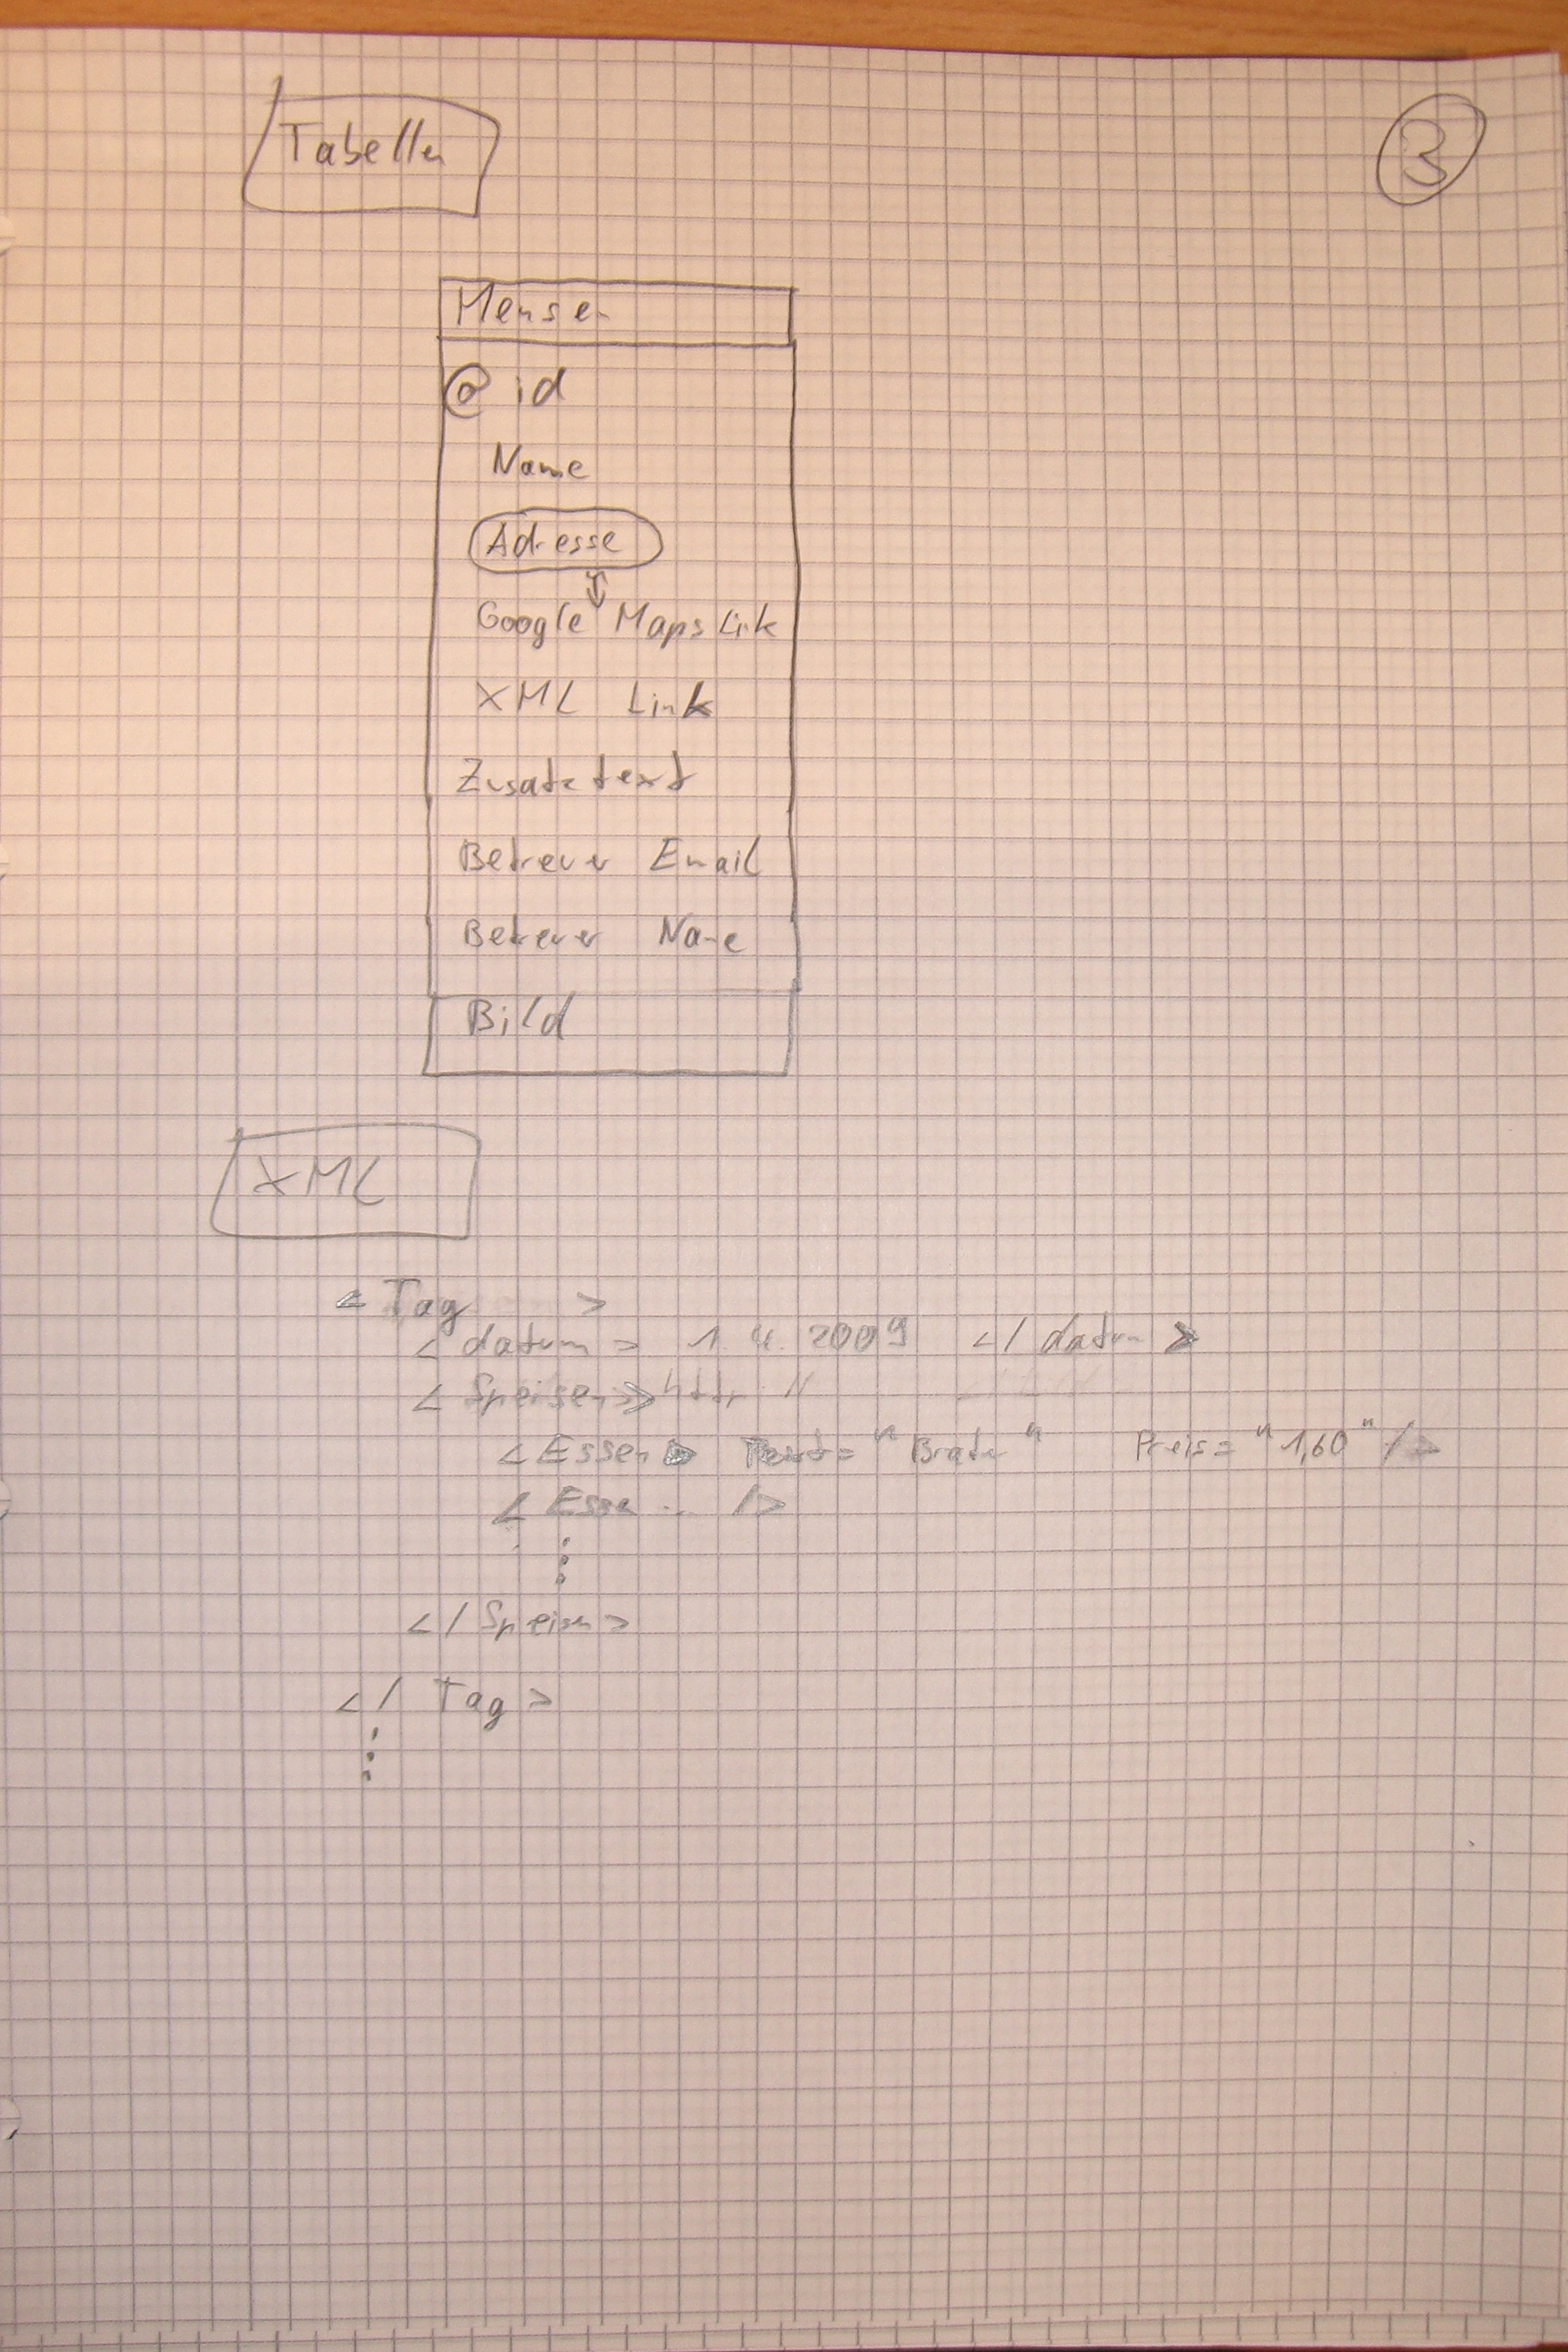 Tabellen
3
Mensen
@ id
Name
Adresse
Google Maps Link
XML Link
Zusatztext
Betreuer Email
Betreuer Name
Bild
XML
< Tag >
< datum > 1. 4. 2009 </ datum >
< Speisen > http://
< Essen Text= "Braten" Preis= "1,60" />
< Essen ... />
</ Speisen >
</ Tag >